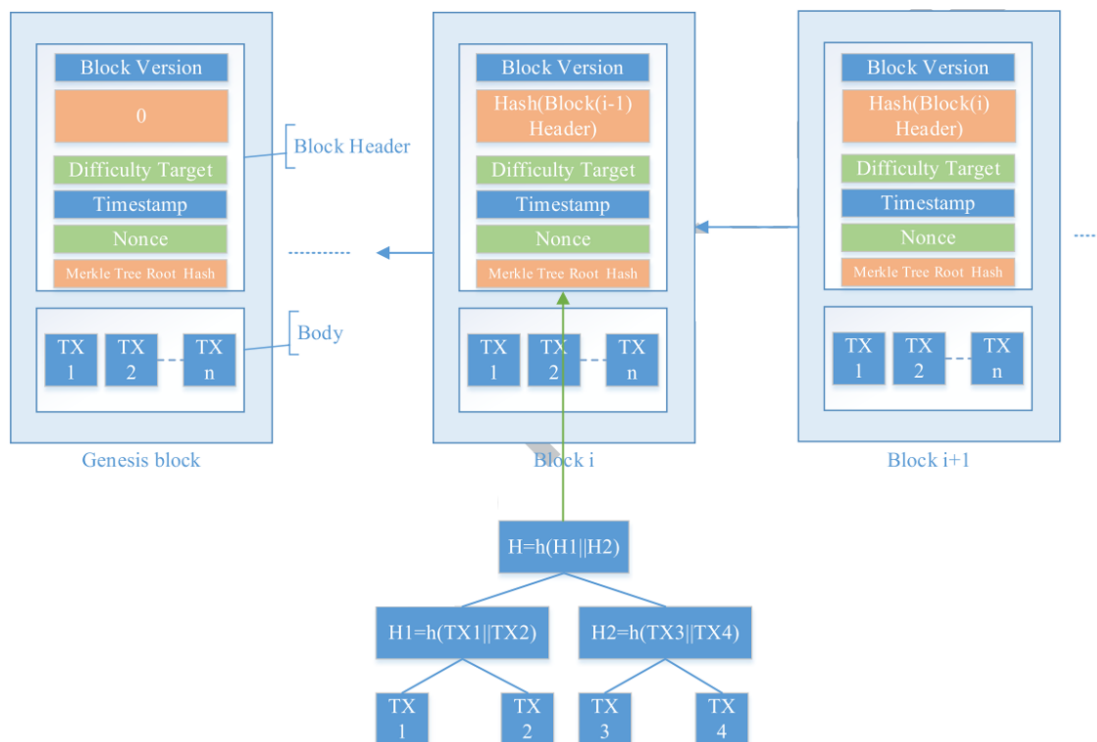 Block Version
0
Difficulty Target
Timestamp
Nonce
Merkle Tree Root Hash
Block Header
TX
1
TX
2
TX
n
Body
Genesis block
Block Version
Hash(Block(i-1)
Header)
Difficulty Target
Timestamp
Nonce
Merkle Tree Root Hash
TX
1
TX
2
TX
n
Block i
Block Version
Hash(Block(i)
Header)
Difficulty Target
Timestamp
Nonce
Merkle Tree Root Hash
TX
1
TX
2
TX
n
Block i+1
H=h(H1||H2)
H1=h(TX1||TX2)
H2=h(TX3||TX4)
TX
1
TX
2
TX
3
TX
4